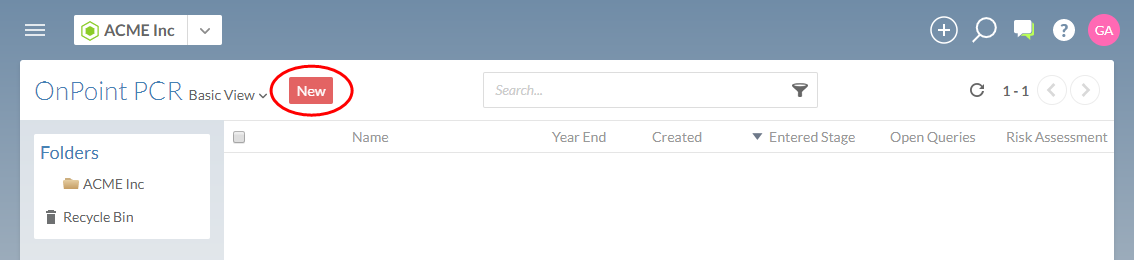 ACME Inc
? GA
OnPoint PCR Basic View New Search... 1 - 1
Name Year End Created Entered Stage Open Queries Risk Assessment
Folders
ACME Inc
Recycle Bin